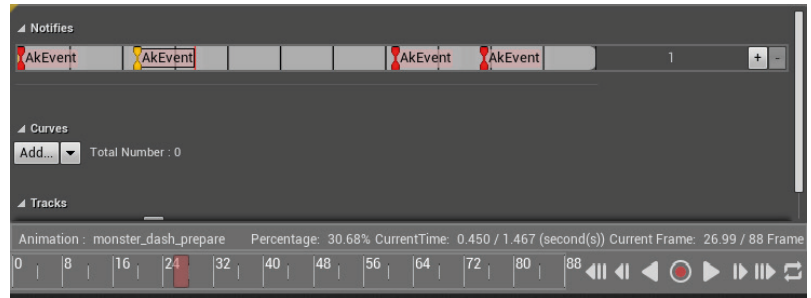 Notifies
AkEvent AkEvent AkEvent AkEvent 1 + -
Curves
Add... Total Number : 0
Tracks
Animation : monster_dash_prepare Percentage: 30.68% CurrentTime: 0.450 / 1.467 (second(s)) Current Frame: 26.99 / 88 Frame
0 8 16 24 32 40 48 56 64 72 80 88